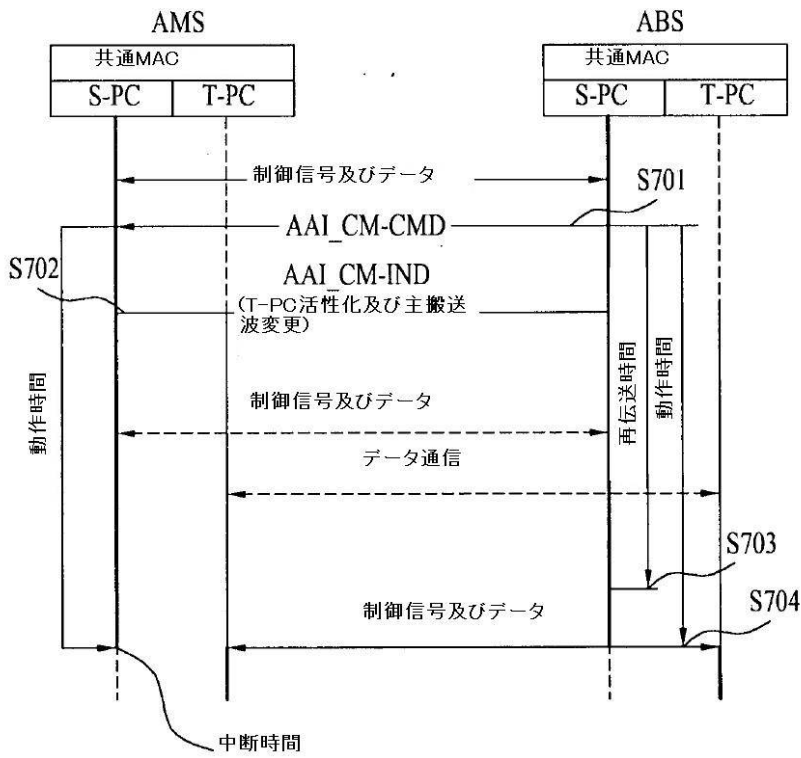 AMS
ABS
共通MAC
共通MAC
S-PC
T-PC
S-PC
T-PC
制御信号及びデータ
S701
AAI_CM-CMD
S702
AAI_CM-IND
(T-PC活性化及び主搬送
波変更)
動作時間
再伝送時間
動作時間
制御信号及びデータ
データ通信
S703
制御信号及びデータ
S704
中断時間